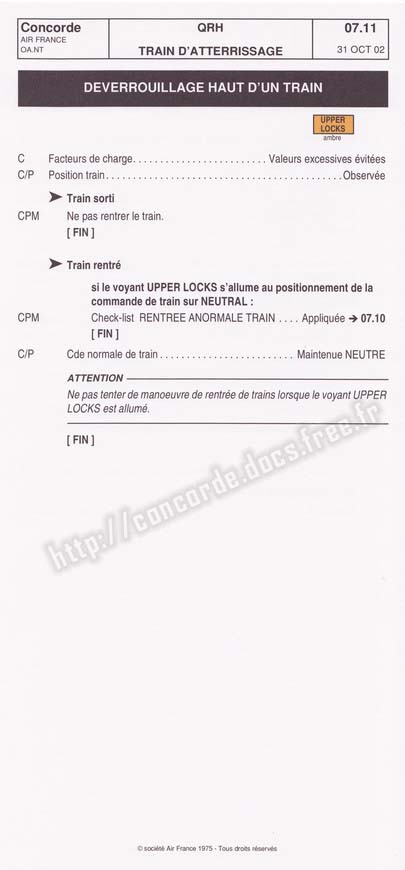 Concorde
AIR FRANCE
OA.NT
QRH
TRAIN D'ATTERRISSAGE
07.11
31 OCT 02
DEVERROUILLAGE HAUT D'UN TRAIN
UPPER
LOCKS
ambre
C Facteurs de charge. . . . . . . . . . . . . . . . . . . . . . . . Valeurs excessives évitées
C/P Position train. . . . . . . . . . . . . . . . . . . . . . . . . . . . . . . . . . . . . . . . . . Observée
➤ Train sorti
CPM Ne pas rentrer le train.
[ FIN ]
➤ Train rentré
si le voyant UPPER LOCKS s'allume au positionnement de la
commande de train sur NEUTRAL :
CPM Check-list RENTREE ANORMALE TRAIN . . . . Appliquée ➔ 07.10
[ FIN ]
C/P Cde normale de train . . . . . . . . . . . . . . . . . . . . . . . . Maintenue NEUTRE
ATTENTION
Ne pas tenter de manoeuvre de rentrée de trains lorsque le voyant UPPER
LOCKS est allumé.
[ FIN ]
http://concorde.docs.free.fr
© société Air France 1975 - Tous droits réservés